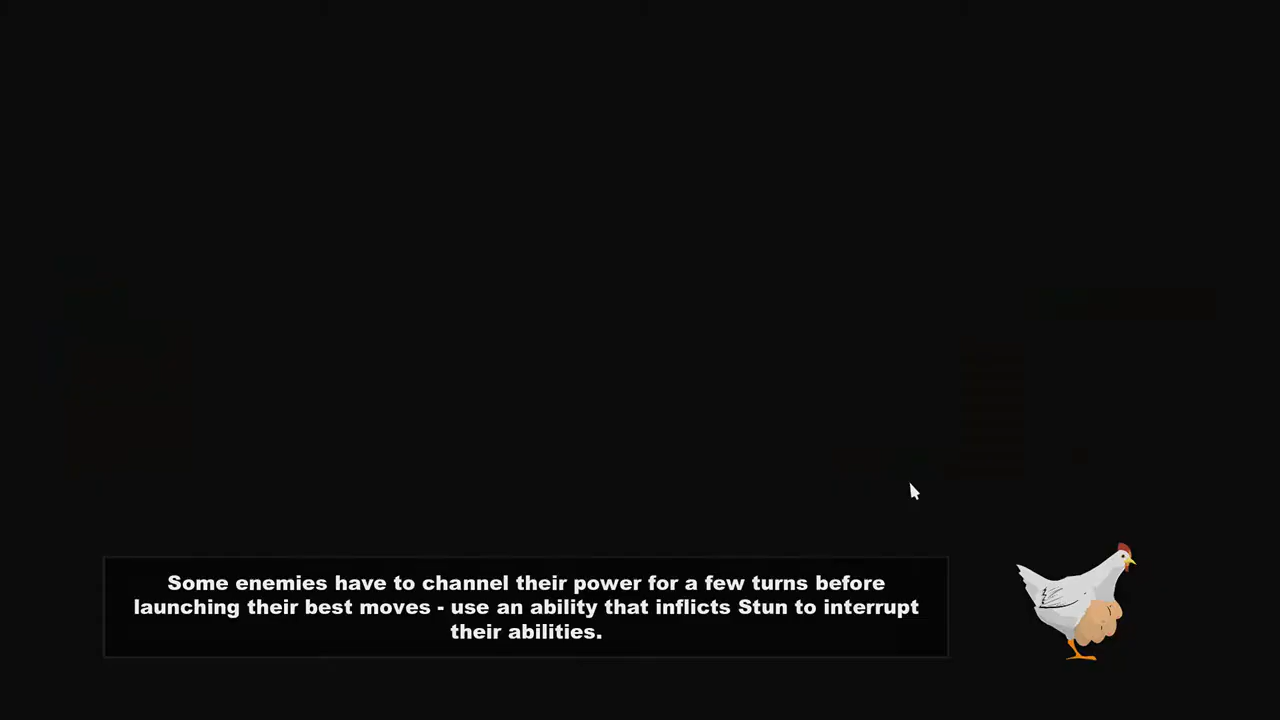 Some enemies have to channel their power for a few turns before
launching their best moves - use an ability that inflicts Stun to interrupt
their abilities.